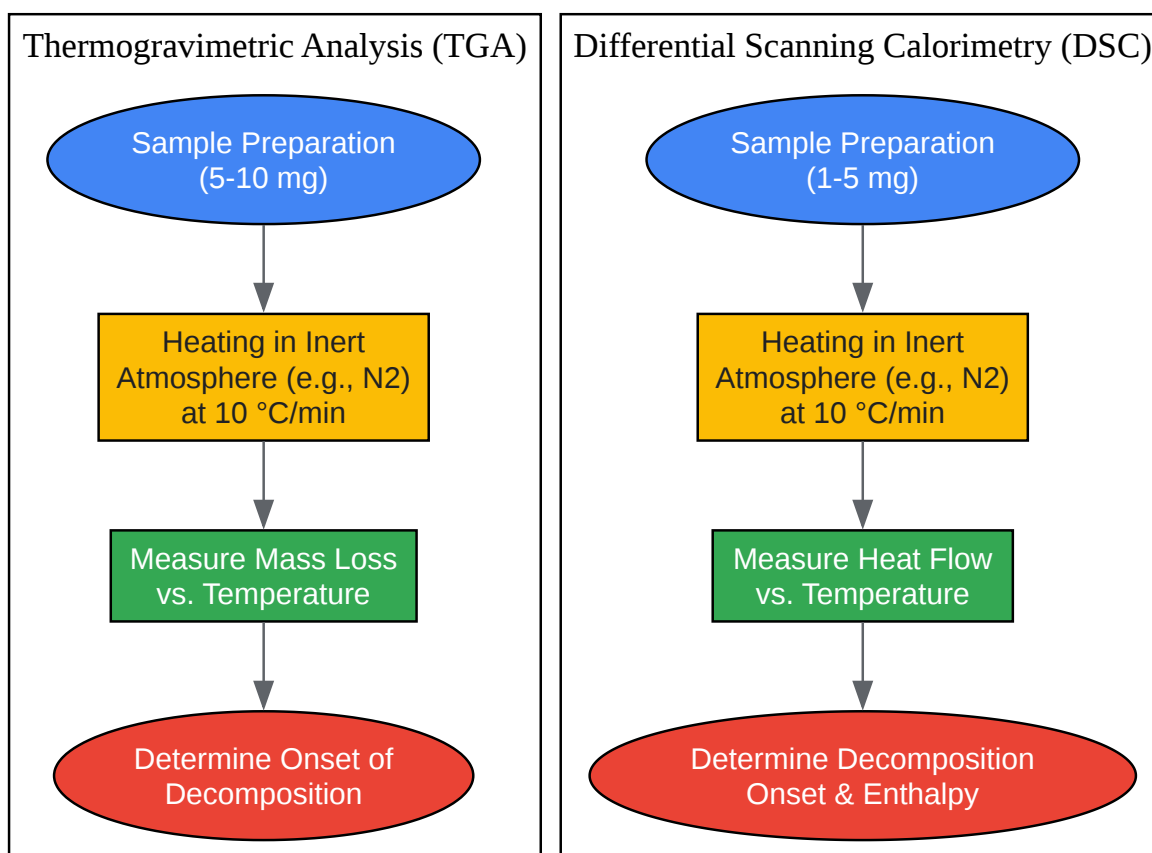 Thermogravimetric Analysis (TGA)
Sample Preparation
(5-10 mg)
Heating in Inert
Atmosphere (e.g., N2)
at 10 °C/min
Measure Mass Loss
vs. Temperature
Determine Onset of
Decomposition
Differential Scanning Calorimetry (DSC)
Sample Preparation
(1-5 mg)
Heating in Inert
Atmosphere (e.g., N2)
at 10 °C/min
Measure Heat Flow
vs. Temperature
Determine Decomposition
Onset & Enthalpy